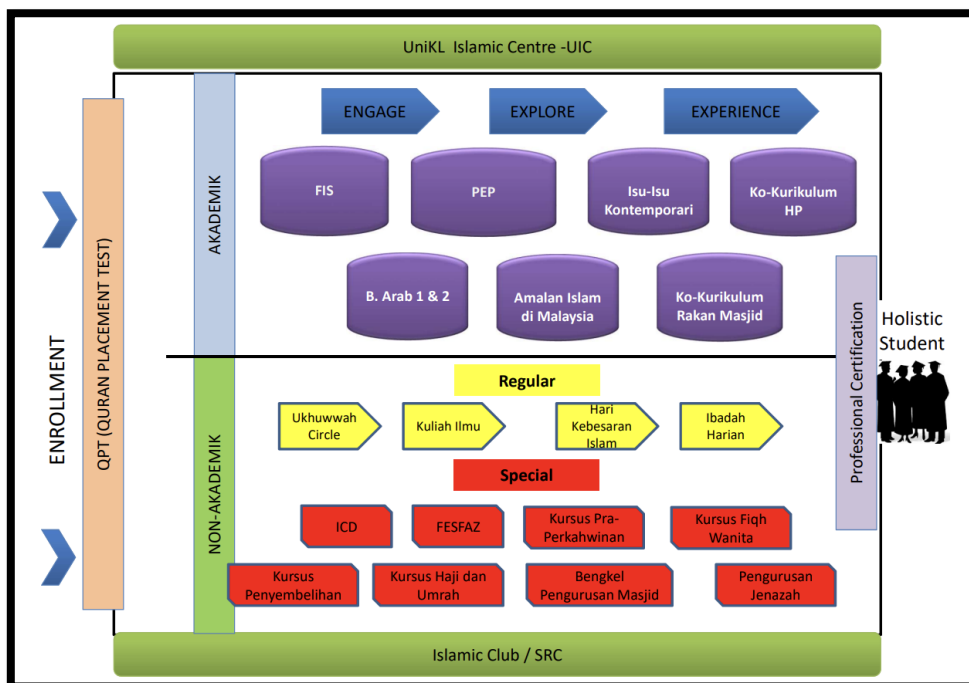 UniKL Islamic Centre -UIC
ENROLLMENT
QPT (QURAN PLACEMENT TEST)
AKADEMIK
ENGAGE
EXPLORE
EXPERIENCE
FIS
PEP
Isu-Isu
Kontemporari
Ko-Kurikulum
HP
B. Arab 1 & 2
Amalan Islam
di Malaysia
Ko-Kurikulum
Rakan Masjid
NON-AKADEMIK
Regular
Ukhuwwah
Circle
Kuliah Ilmu
Hari
Kebesaran
Islam
Ibadah
Harian
Special
ICD
FESFAZ
Kursus Pra-
Perkahwinan
Kursus Fiqh
Wanita
Kursus
Penyembelihan
Kursus Haji dan
Umrah
Bengkel
Pengurusan Masjid
Pengurusan
Jenazah
Professional Certification
Holistic
Student
Islamic Club / SRC